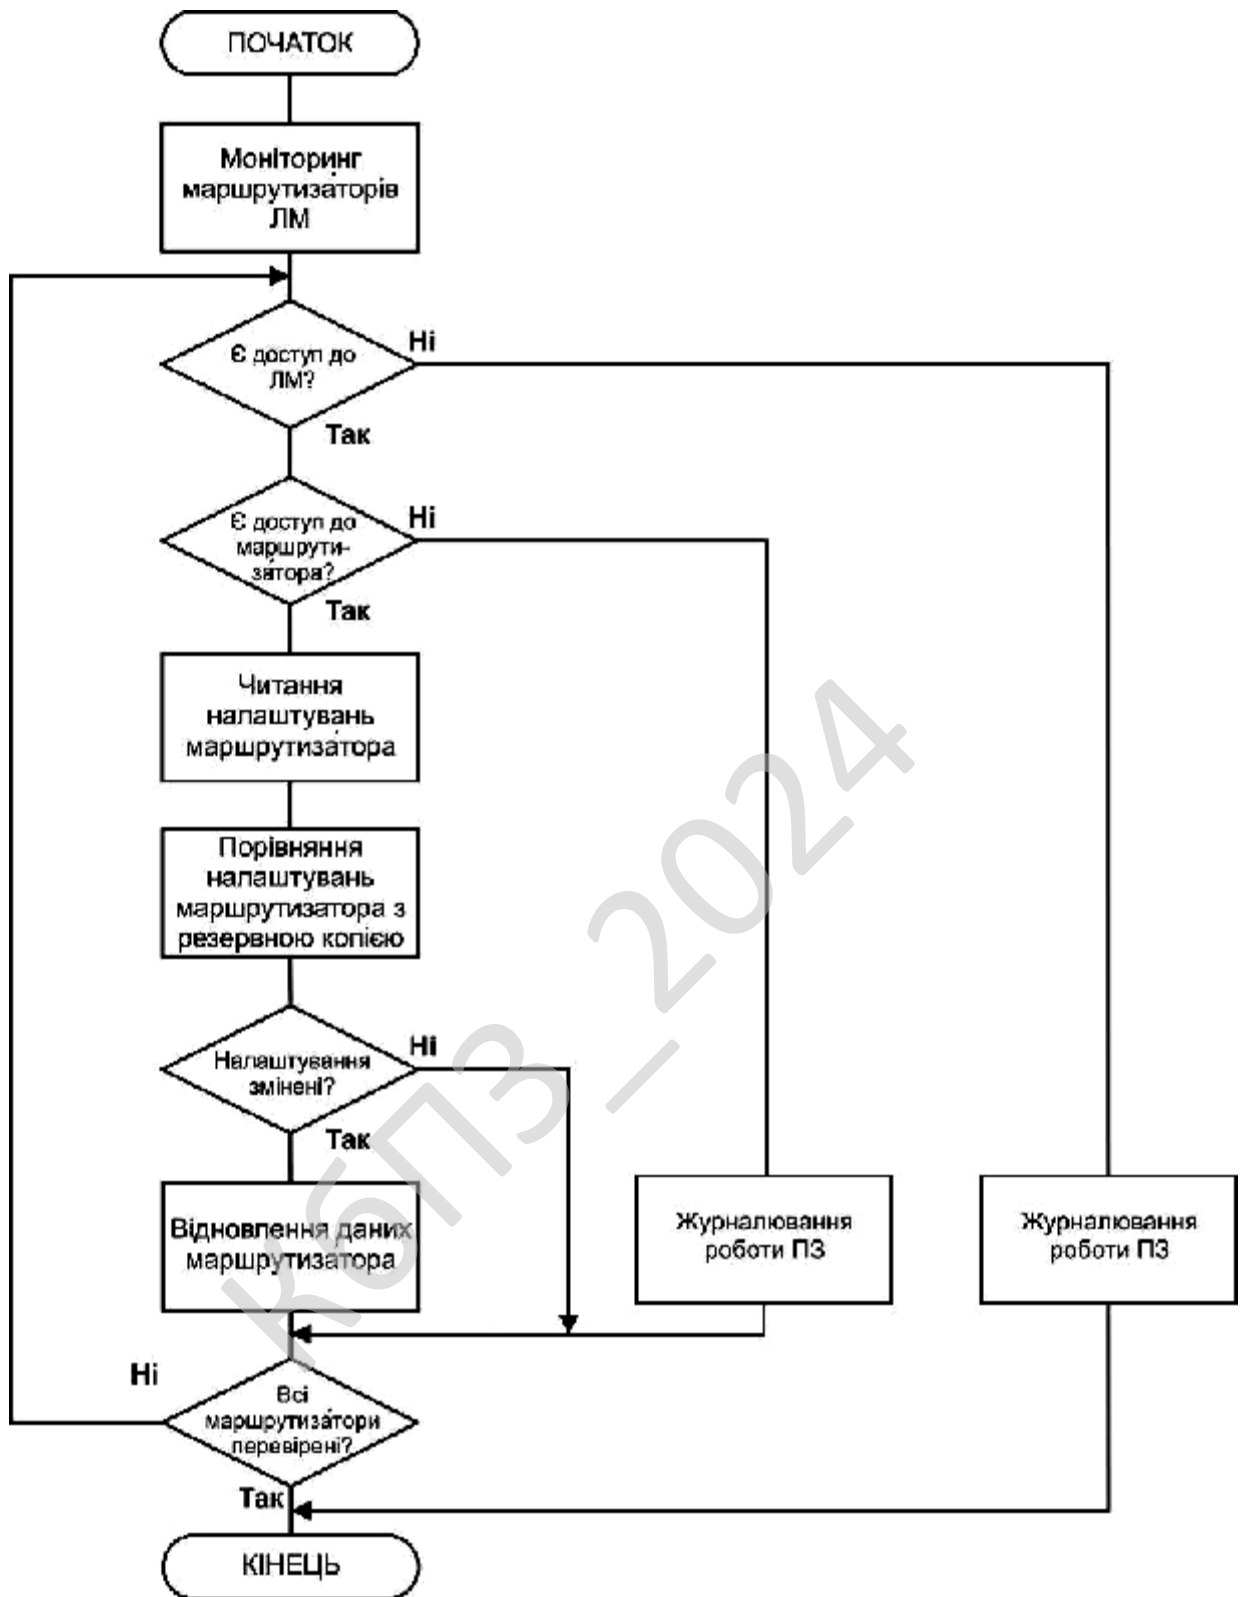 ПОЧАТОК
Моніторинг
маршрутизаторів
ЛМ
Є доступ до
ЛМ?
Ні
Так
Є доступ до
маршрути-
затора?
Ні
Так
Читання
налаштувань
маршрутизатора
Порівняння
налаштувань
маршрутизатора з
резервною копією
Налаштування
змінені?
Ні
Так
Відновлення даних
маршрутизатора
Журналювання
роботи ПЗ
Журналювання
роботи ПЗ
Ні
Всі
маршрутизатори
перевірені?
Так
КІНЕЦЬ
КбПЗ_2024